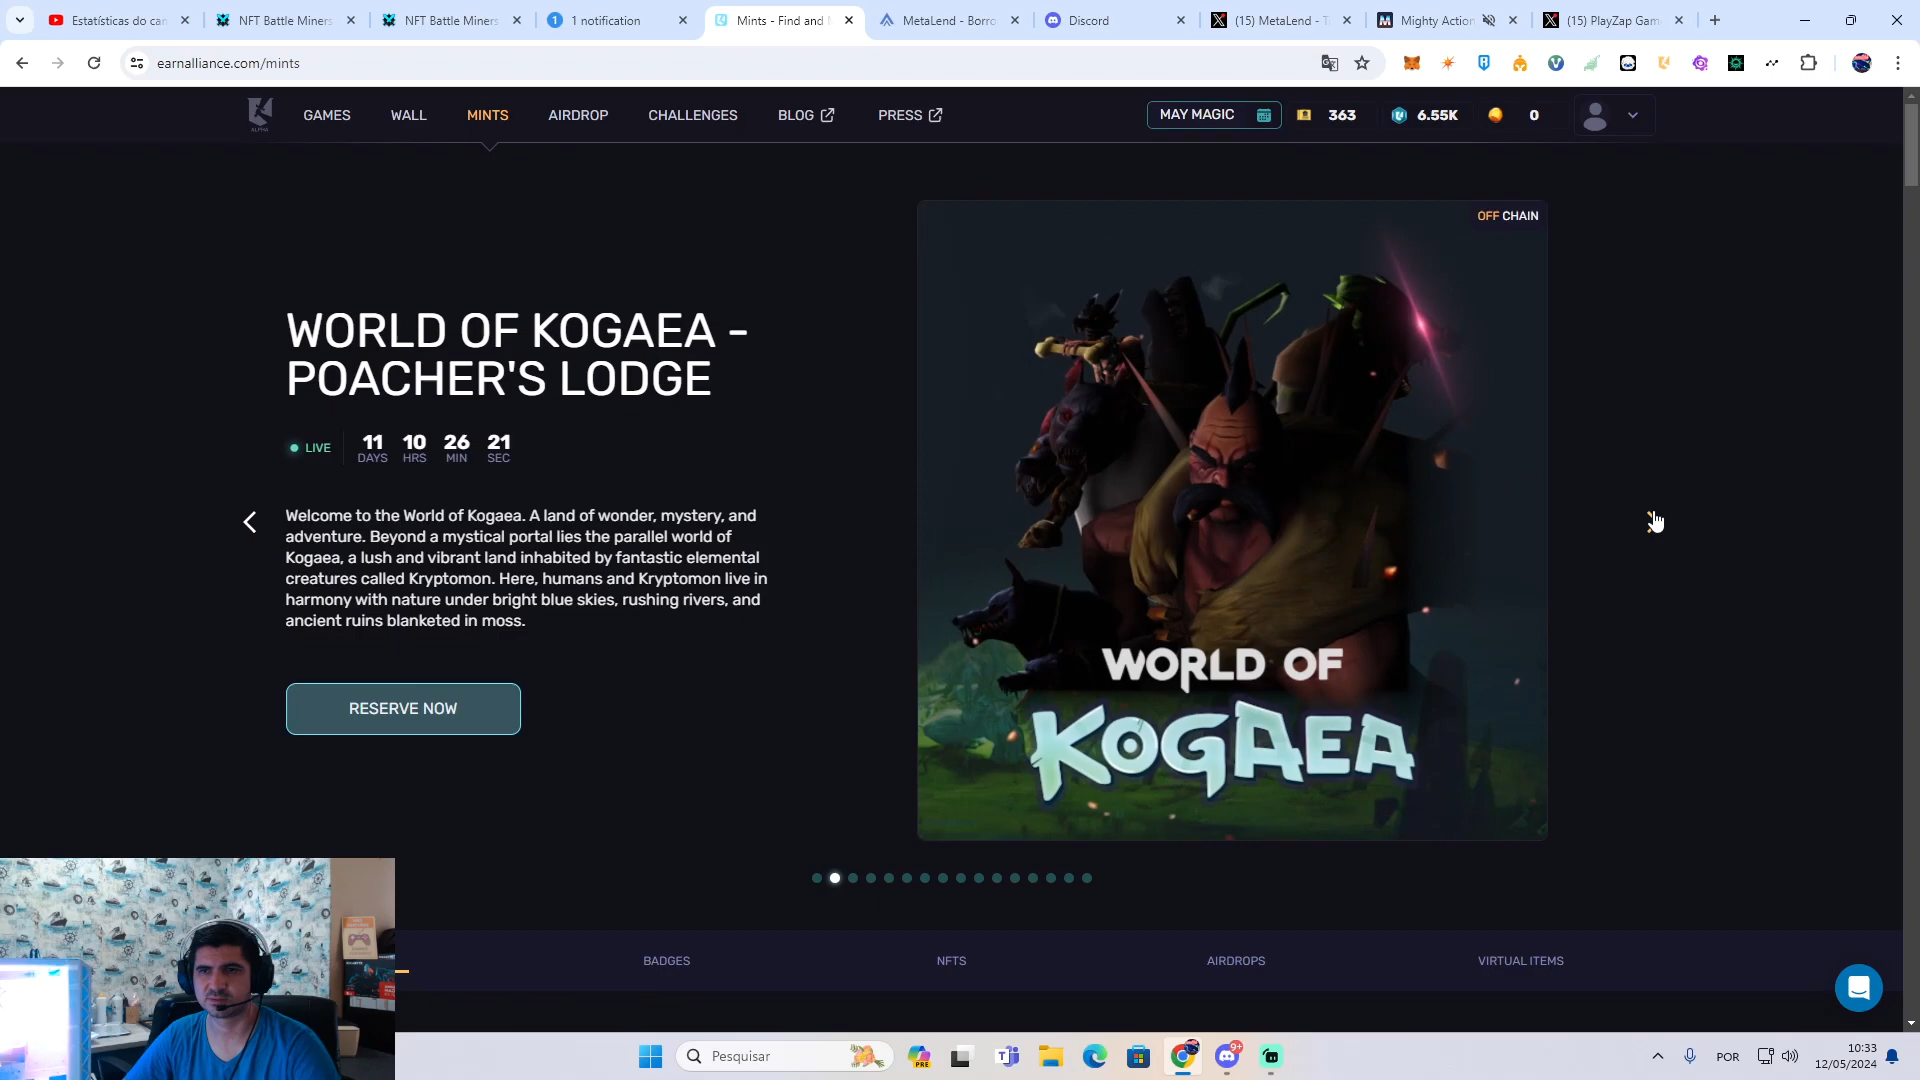 Estatísticas do can
NFT Battle Miners
NFT Battle Miners
1 notification
Mints - Find and
MetaLend - Borro
Discord
(15) MetaLend - T
Mighty Action
(15) PlayZap Gam
earnalliance.com/mints
ALPHA
GAMES
WALL
MINTS
AIRDROP
CHALLENGES
BLOG
PRESS
MAY MAGIC
363
6.55K
0
OFF CHAIN
WORLD OF KOGAEA -
POACHER'S LODGE
LIVE
11 10 26 21
DAYS HRS MIN SEC
Welcome to the World of Kogaea. A land of wonder, mystery, and
adventure. Beyond a mystical portal lies the parallel world of
Kogaea, a lush and vibrant land inhabited by fantastic elemental
creatures called Kryptomon. Here, humans and Kryptomon live in
harmony with nature under bright blue skies, rushing rivers, and
ancient ruins blanketed in moss.
RESERVE NOW
WORLD OF
KOGAEA
BADGES
NFTS
AIRDROPS
VIRTUAL ITEMS
Pesquisar
PRE
9+
POR
10:33
12/05/2024